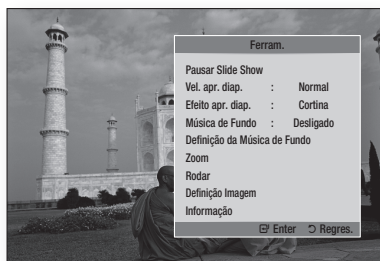 Ferram.
Pausar Slide Show
Vel. apr. diap. : Normal
Efeito apr. diap. : Cortina
Música de Fundo : Desligado
Definição da Música de Fundo
Zoom
Rodar
Definição Imagem
Informação
Enter Regres.